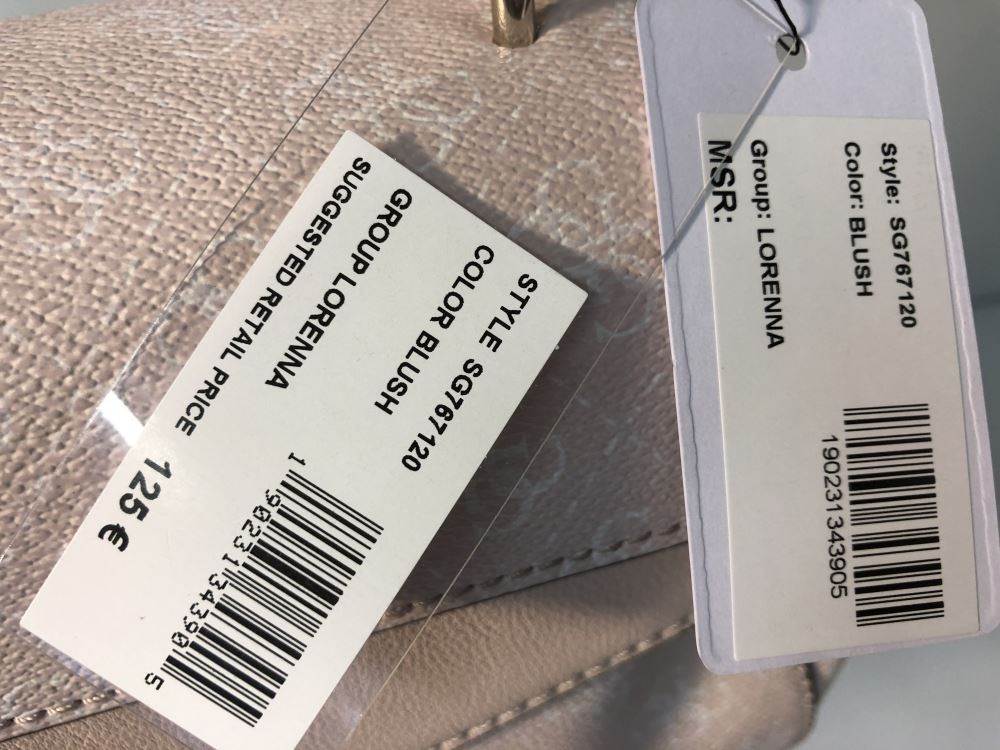 STYLE SG767120
COLOR BLUSH
GROUP LORENNA
SUGGESTED RETAIL PRICE 125 €
1 90231 34390 5
Style: SG767120
Color: BLUSH
Group: LORENNA
MSR:
190231343905